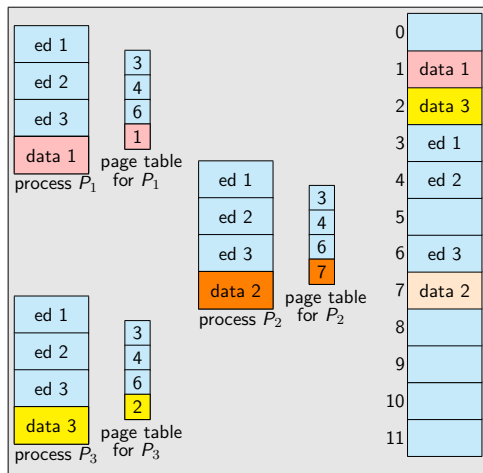 ed 1
ed 2
ed 3
data 1
process P1
3
4
6
1
page table
for P1
ed 1
ed 2
ed 3
data 2
process P2
3
4
6
7
page table
for P2
ed 1
ed 2
ed 3
data 3
process P3
3
4
6
2
page table
for P3
0
1 data 1
2 data 3
3 ed 1
4 ed 2
5
6 ed 3
7 data 2
8
9
10
11